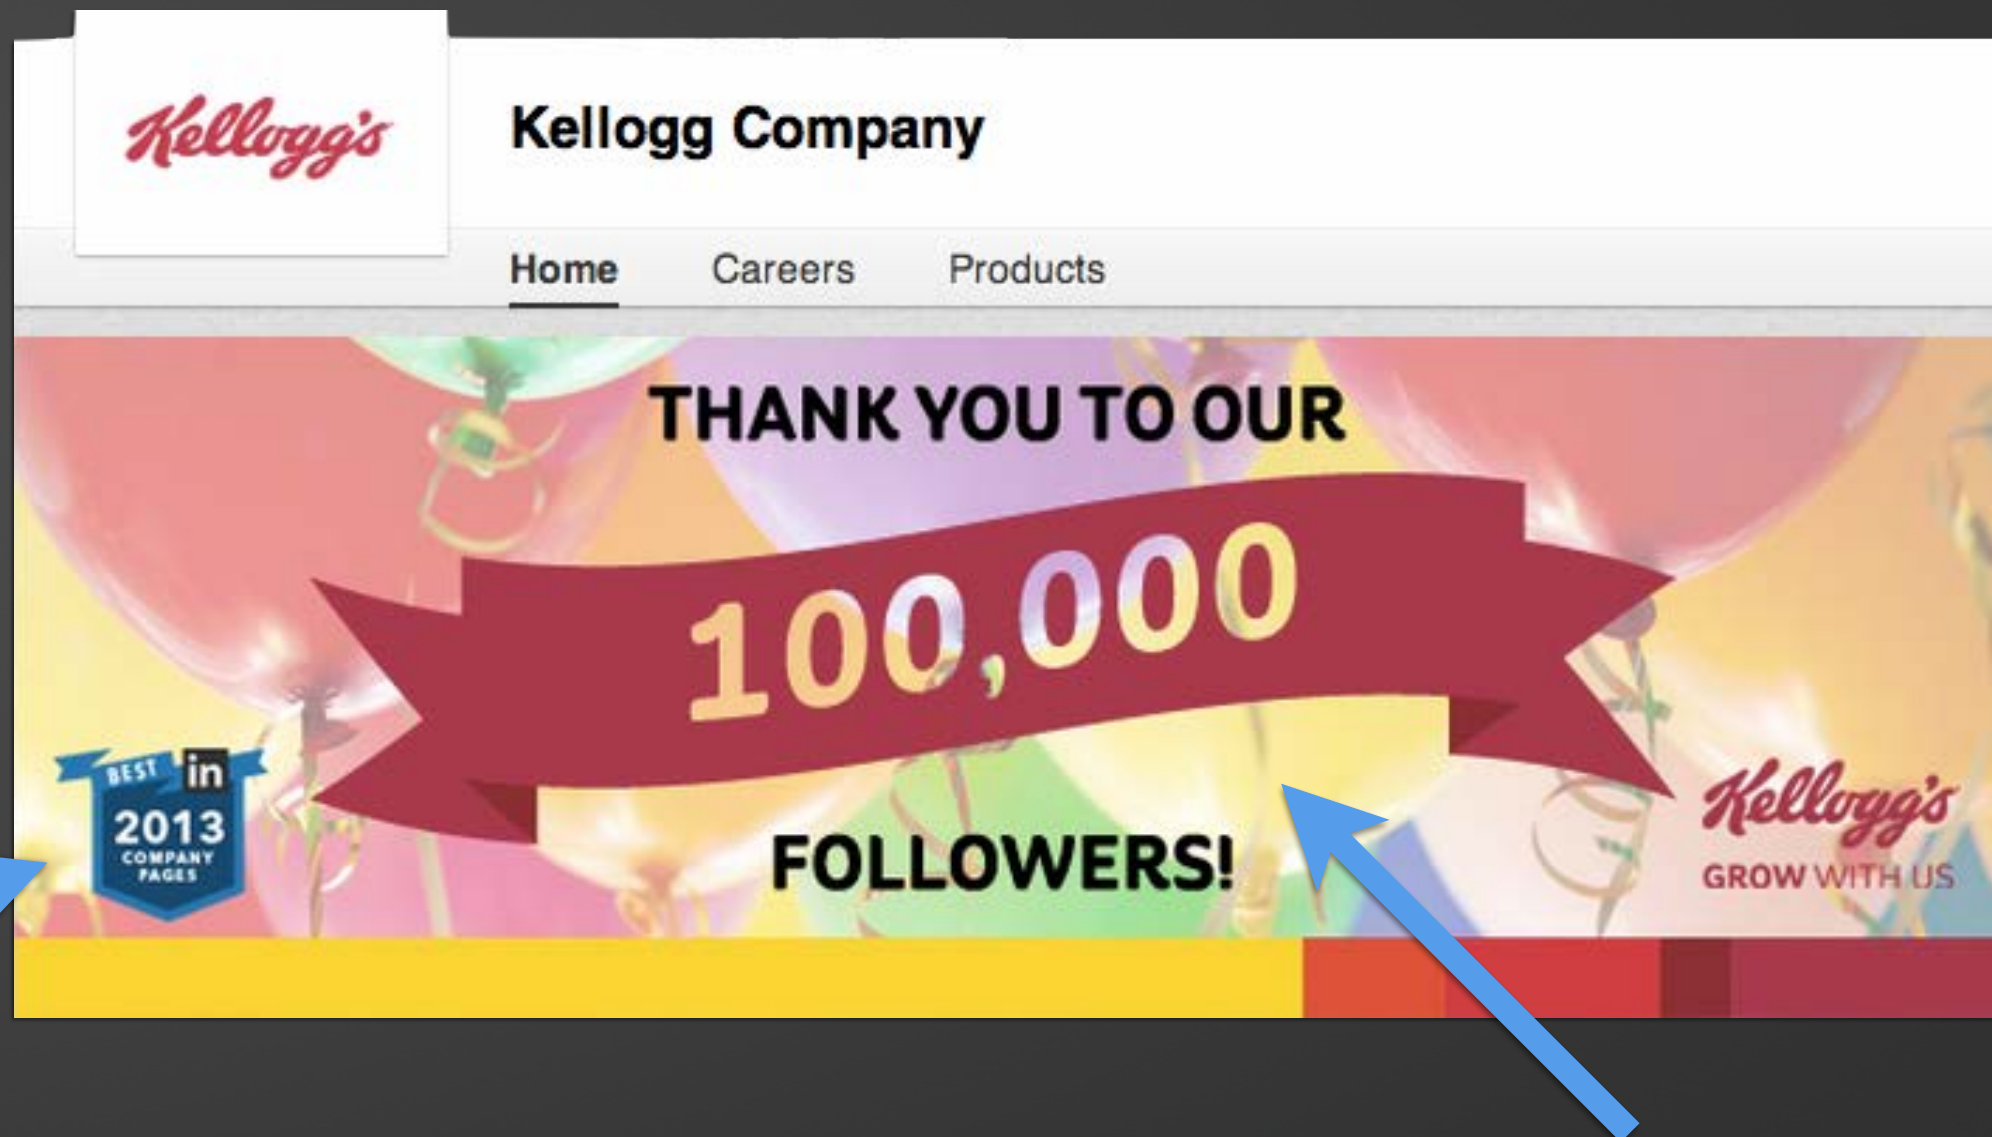 Kellogg's
Kellogg Company
Home Careers Products
THANK YOU TO OUR
100,000
FOLLOWERS!
BEST in
2013
COMPANY
PAGES
Kellogg's
GROW WITH US